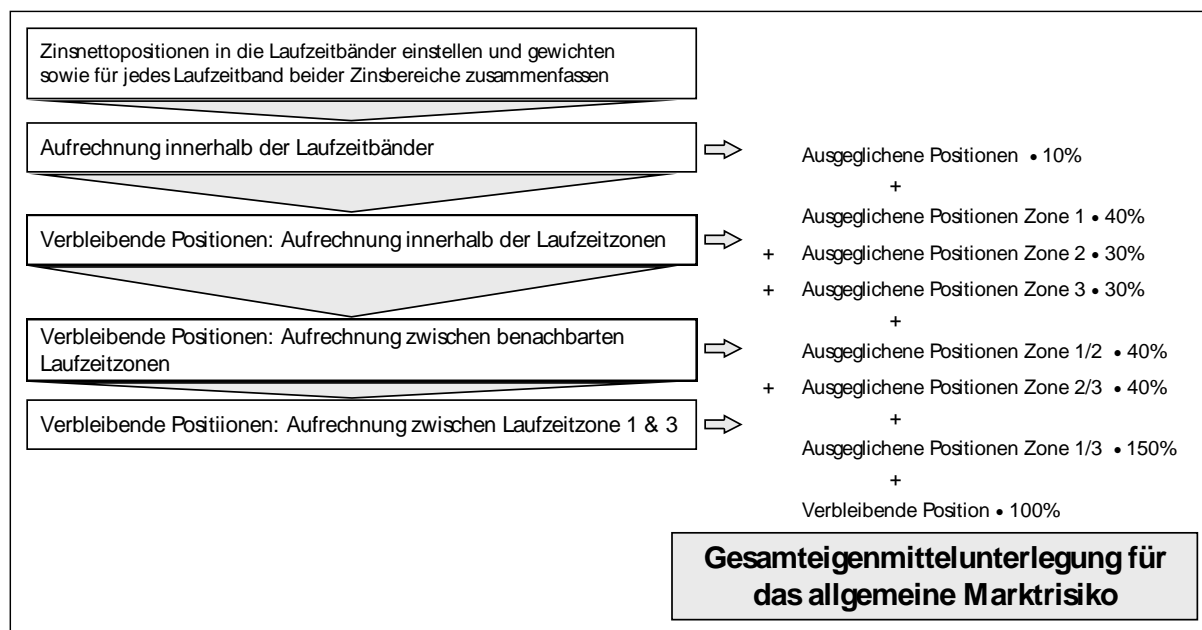 Zinsnettopositionen in die Laufzeitbänder einstellen und gewichten
sowie für jedes Laufzeitband beider Zinsbereiche zusammenfassen
Aufrechnung innerhalb der Laufzeitbänder
Ausgeglichene Positionen • 10%
+
Ausgeglichene Positionen Zone 1 • 40%
Verbleibende Positionen: Aufrechnung innerhalb der Laufzeitzonen
+ Ausgeglichene Positionen Zone 2 • 30%
+ Ausgeglichene Positionen Zone 3 • 30%
+
Verbleibende Positionen: Aufrechnung zwischen benachbarten
Laufzeitzonen
Ausgeglichene Positionen Zone 1/2 • 40%
+ Ausgeglichene Positionen Zone 2/3 • 40%
+
Verbleibende Positiionen: Aufrechnung zwischen Laufzeitzone 1 & 3
Ausgeglichene Positionen Zone 1/3 • 150%
+
Verbleibende Position • 100%
Gesamteigenmittelunterlegung für
das allgemeine Marktrisiko